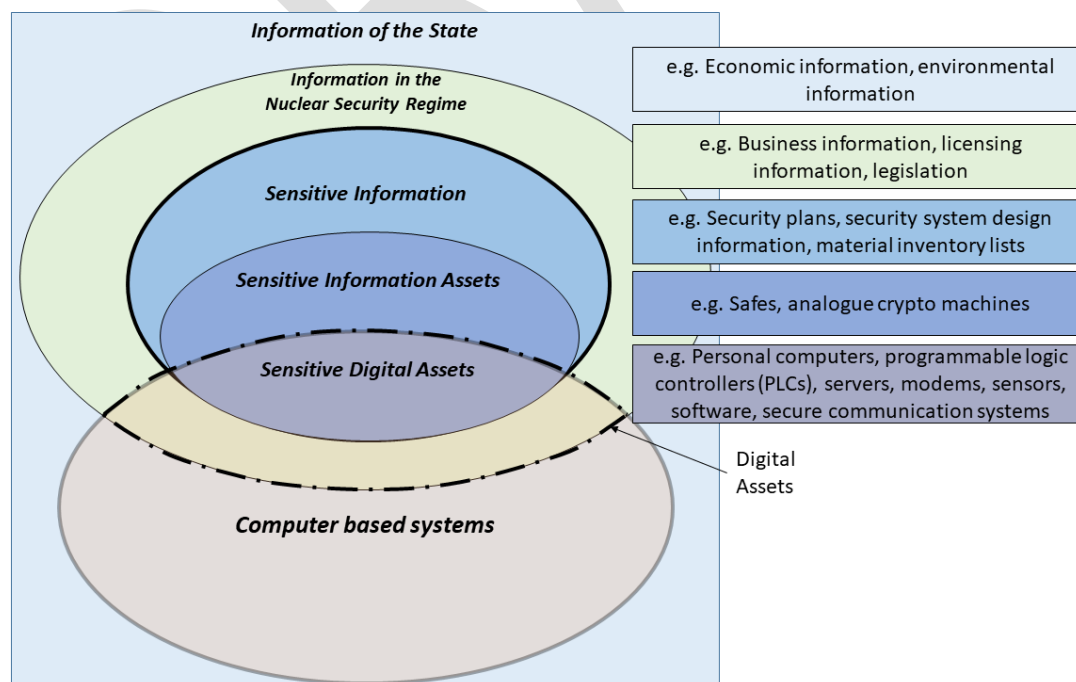 Information of the State
Information in the
Nuclear Security Regime
Sensitive Information
Sensitive Information Assets
Sensitive Digital Assets
Computer based systems
e.g. Economic information, environmental
information
e.g. Business information, licensing
information, legislation
e.g. Security plans, security system design
information, material inventory lists
e.g. Safes, analogue crypto machines
e.g. Personal computers, programmable logic
controllers (PLCs), servers, modems, sensors,
software, secure communication systems
Digital
Assets